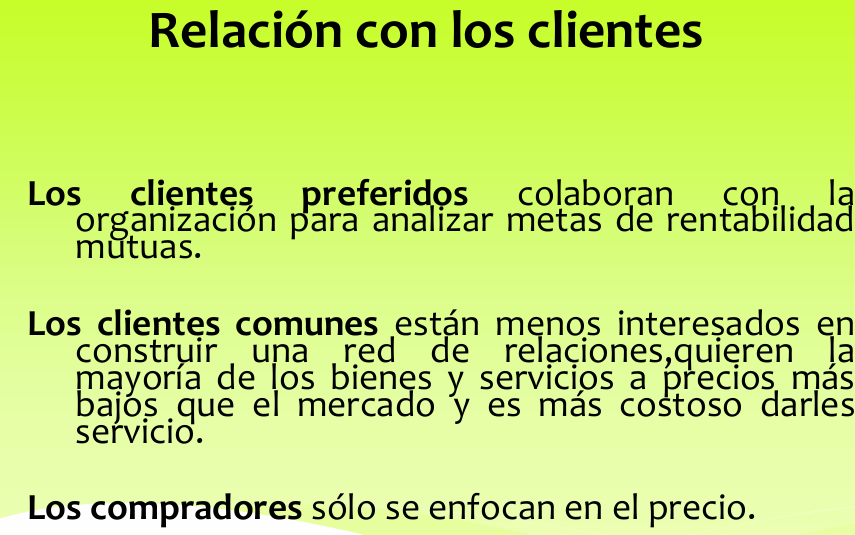 Relación con los clientes
Los clientes preferidos colaboran con la
organización para analizar metas de rentabilidad
mutuas.
Los clientes comunes están menos interesados en
construir una red de relaciones,quieren la
mayoría de los bienes y servicios a precios más
bajos que el mercado y es más costoso darles
servicio.
Los compradores sólo se enfocan en el precio.